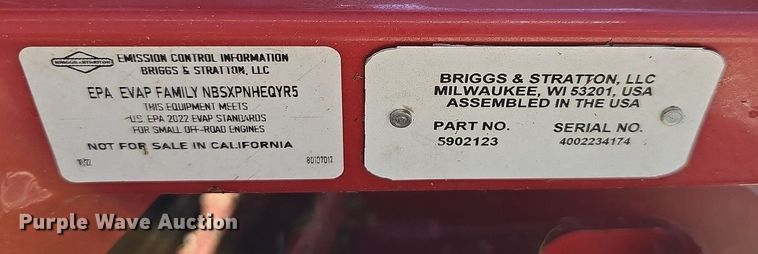 BRIGGS & STRATTON
EMISSION CONTROL INFORMATION
BRIGGS & STRATTON, LLC
EPA EVAP FAMILY NBSXPNHEQYR5
THIS EQUIPMENT MEETS
US EPA 2022 EVAP STANDARDS
FOR SMALL OFF-ROAD ENGINES
NOT FOR SALE IN CALIFORNIA
80107017
BRIGGS & STRATTON, LLC
MILWAUKEE, WI 53201, USA
ASSEMBLED IN THE USA
PART NO. SERIAL NO.
5902123 4002234174
Purple Wave Auction